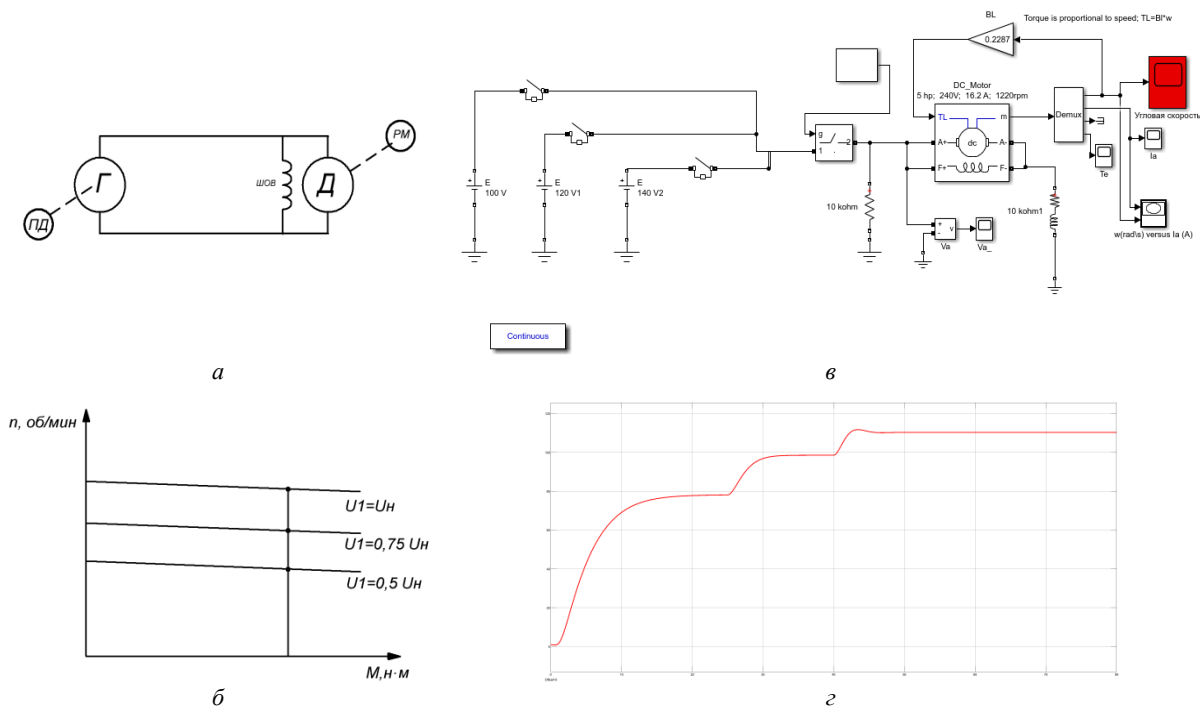 Г
ШОВ
Д
РМ
ПД
а
BL
Torque is proportional to speed; TL=Bl*w
0.2287
DC_Motor
5 hp; 240V; 16.2 A; 1220rpm
TL
m
dc
A+
A-
F+
F-
g
1
2
Demux
Угловая скорость
Ia
Te
w(rad\s) versus Ia (A)
E
100 V
E
120 V1
E
140 V2
10 kohm
10 kohm1
+
-
v
Va
Va_
Continuous
в
n, об/мин
U1=Uн
U1=0,75 Uн
U1=0,5 Uн
М,н·м
б
г